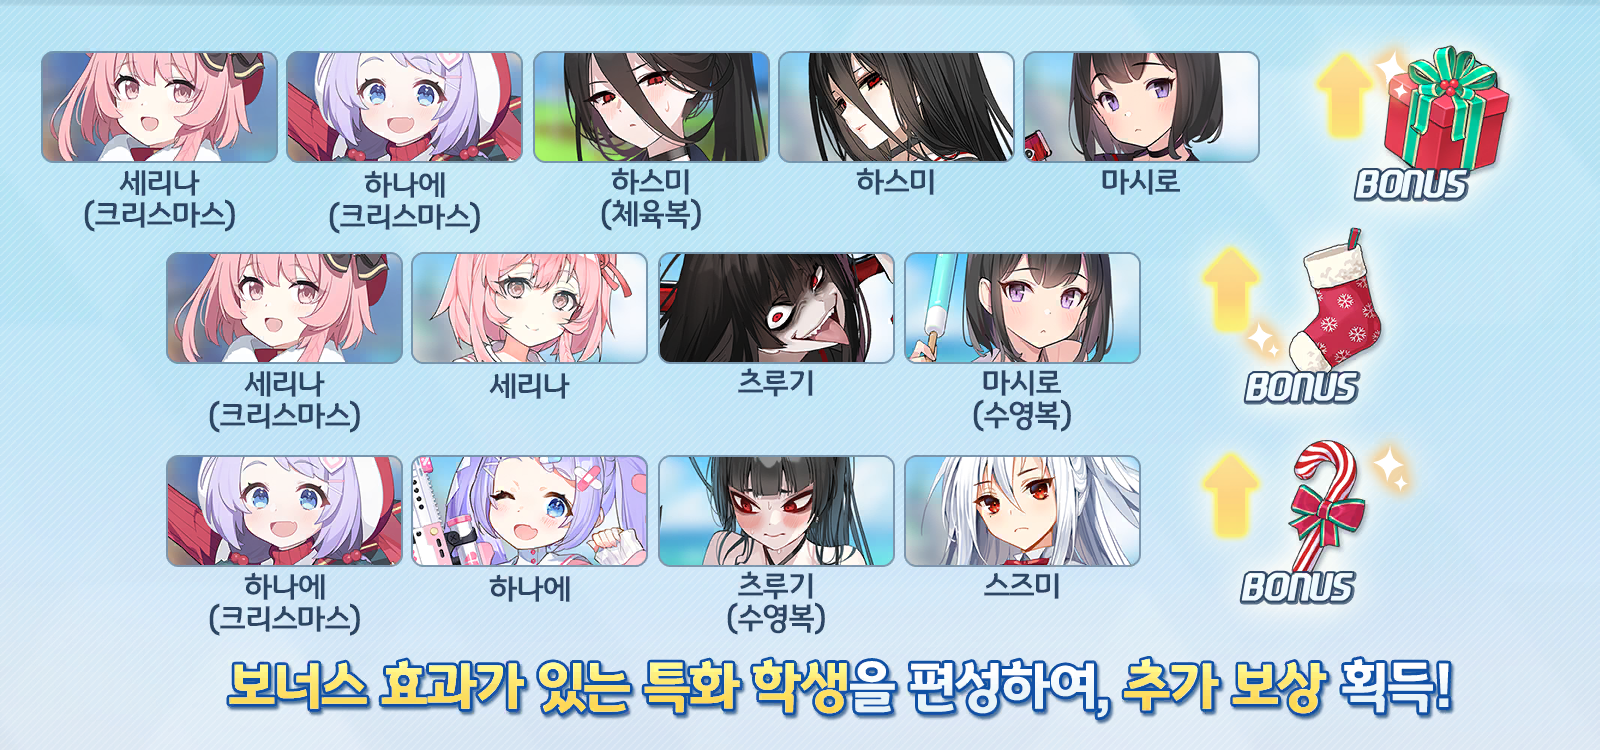 세리나
(크리스마스)
하나에
(크리스마스)
하스미
(체육복)
하스미
마시로
BONUS
세리나
(크리스마스)
세리나
츠루기
마시로
(수영복)
BONUS
하나에
(크리스마스)
하나에
츠루기
(수영복)
스즈미
BONUS
보너스 효과가 있는 특화 학생을 편성하여, 추가 보상 획득!